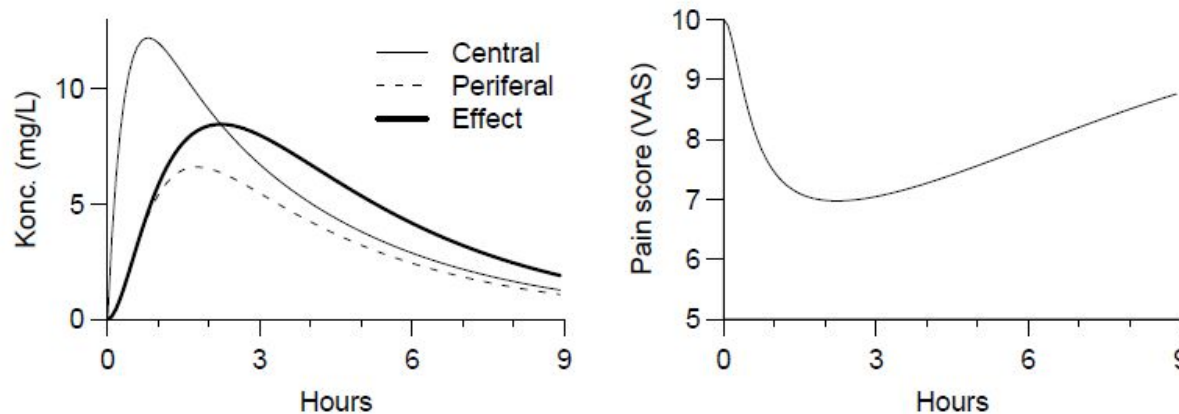 Konc. (mg/L)
10
5
0
Central
Periferal
Effect
0 3 6 9
Hours
Pain score (VAS)
10
9
8
7
6
5
0 3 6 9
Hours